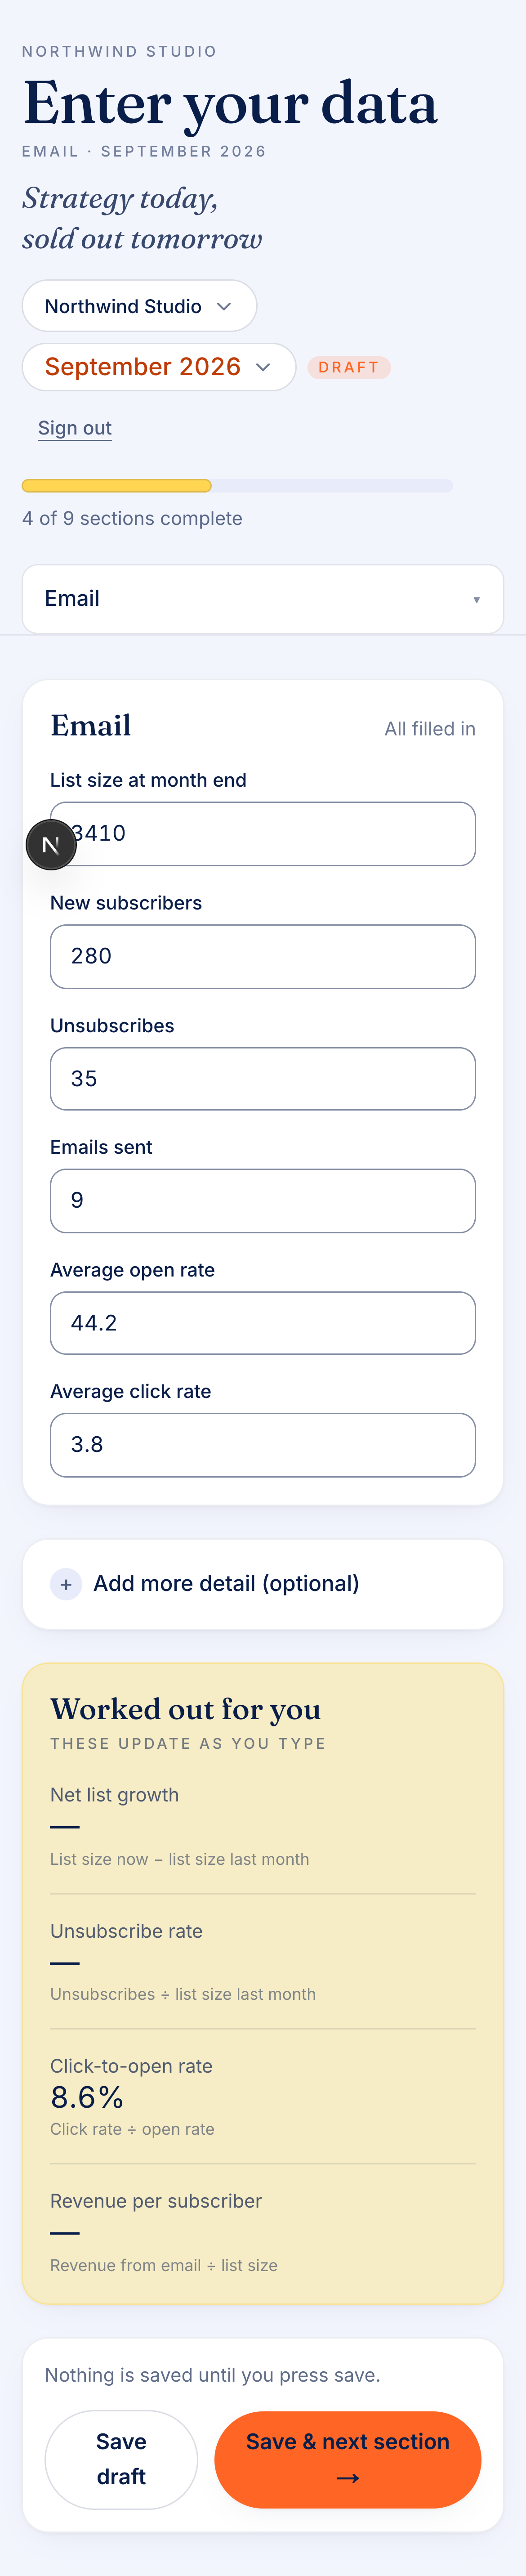 NORTHWIND STUDIO
Enter your data
EMAIL · SEPTEMBER 2026
Strategy today,
sold out tomorrow
Northwind Studio
September 2026
DRAFT
Sign out
4 of 9 sections complete
Email
Email
All filled in
List size at month end
3410
N
New subscribers
280
Unsubscribes
35
Emails sent
9
Average open rate
44.2
Average click rate
3.8
+ Add more detail (optional)
Worked out for you
THESE UPDATE AS YOU TYPE
Net list growth
—
List size now − list size last month
Unsubscribe rate
—
Unsubscribes ÷ list size last month
Click-to-open rate
8.6%
Click rate ÷ open rate
Revenue per subscriber
—
Revenue from email ÷ list size
Nothing is saved until you press save.
Save
draft
Save & next section
→